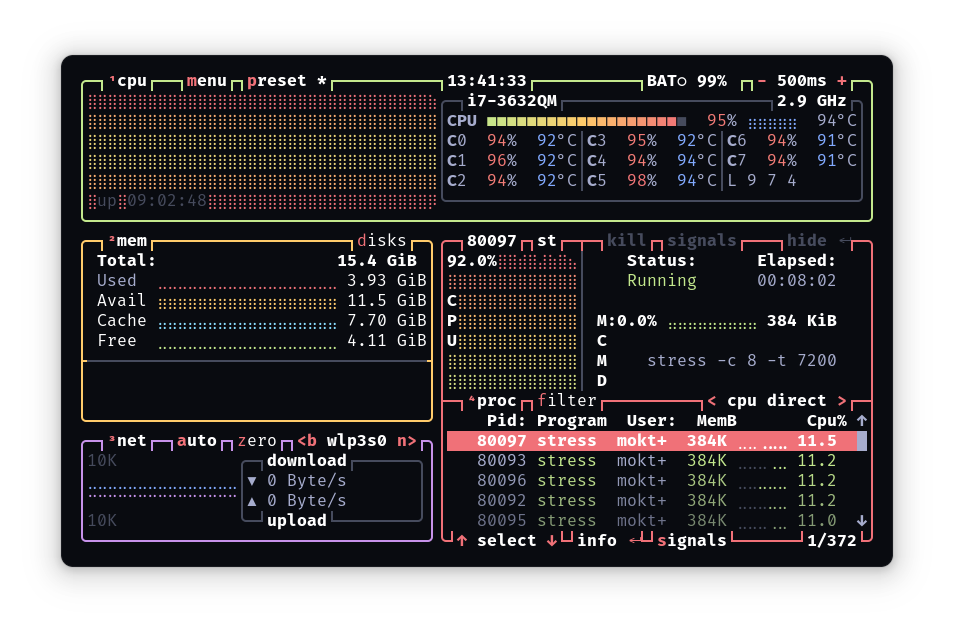 ¹cpu menu preset * 13:41:33 BAT○ 99% - 500ms +
i7-3632QM 2.9 GHz
CPU 95% 94°C
C0 94% 92°C C3 95% 92°C C6 94% 91°C
C1 96% 92°C C4 94% 94°C C7 94% 91°C
C2 94% 92°C C5 98% 94°C L 9 7 4
up 09:02:48
²mem disks
Total: 15.4 GiB
Used 3.93 GiB
Avail 11.5 GiB
Cache 7.70 GiB
Free 4.11 GiB
³net auto zero <b wlp3s0 n>
10K download
▼ 0 Byte/s
▲ 0 Byte/s
10K upload
80097 st kill signals hide ↵
92.0% Status: Elapsed:
Running 00:08:02
C
P M:0.0% 384 KiB
U C
M stress -c 8 -t 7200
D
⁴proc filter < cpu direct >
Pid: Program User: MemB Cpu% ↑
80097 stress mokt+ 384K 11.5
80093 stress mokt+ 384K 11.2
80096 stress mokt+ 384K 11.2
80092 stress mokt+ 384K 11.2
80095 stress mokt+ 384K 11.0 ↓
↑ select ↓ info ↵ signals 1/372